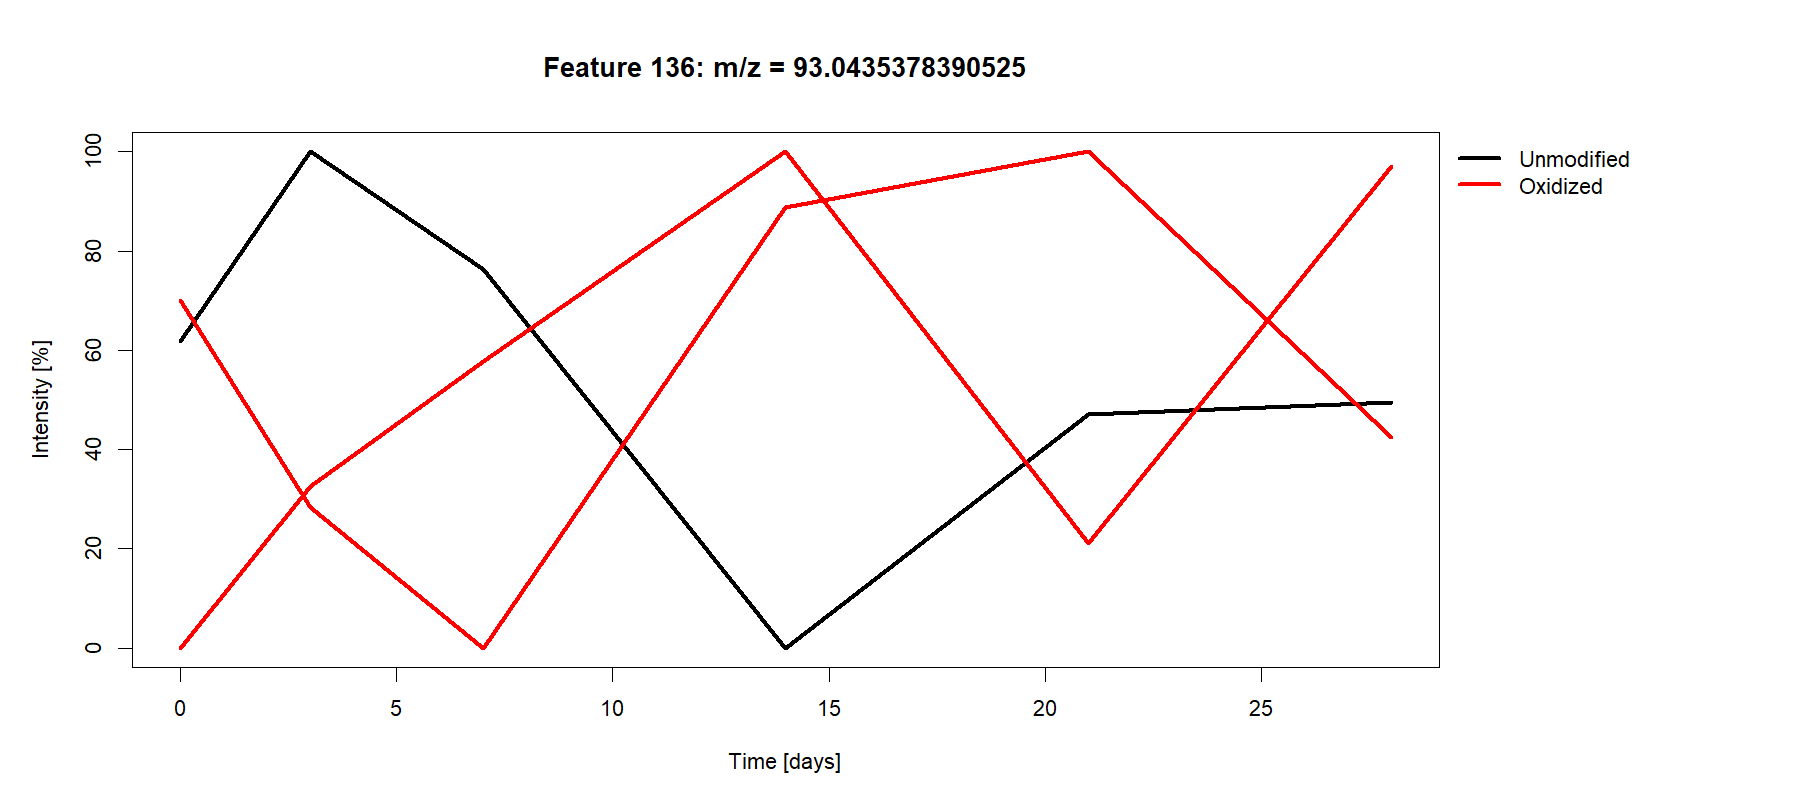 Feature 136: m/z = 93.0435378390525
Unmodified
Oxidized
Intensity [%]
100
80
60
40
20
0
0 5 10 15 20 25
Time [days]